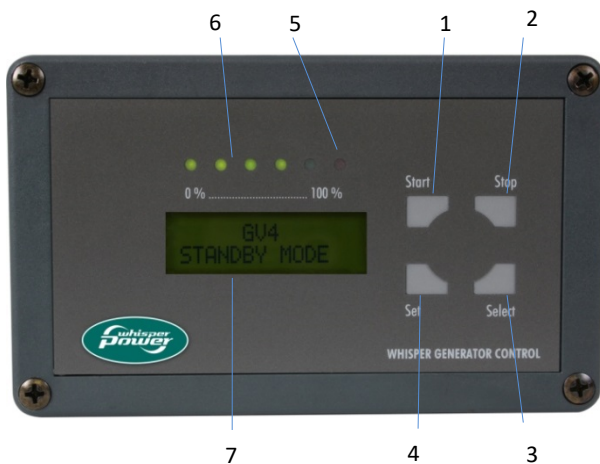 6 5 1 2
Start Stop
0 % ........................ 100 %
GV4
STANDBY MODE
Set Select
whisper
Power
WHISPER GENERATOR CONTROL
7 4 3